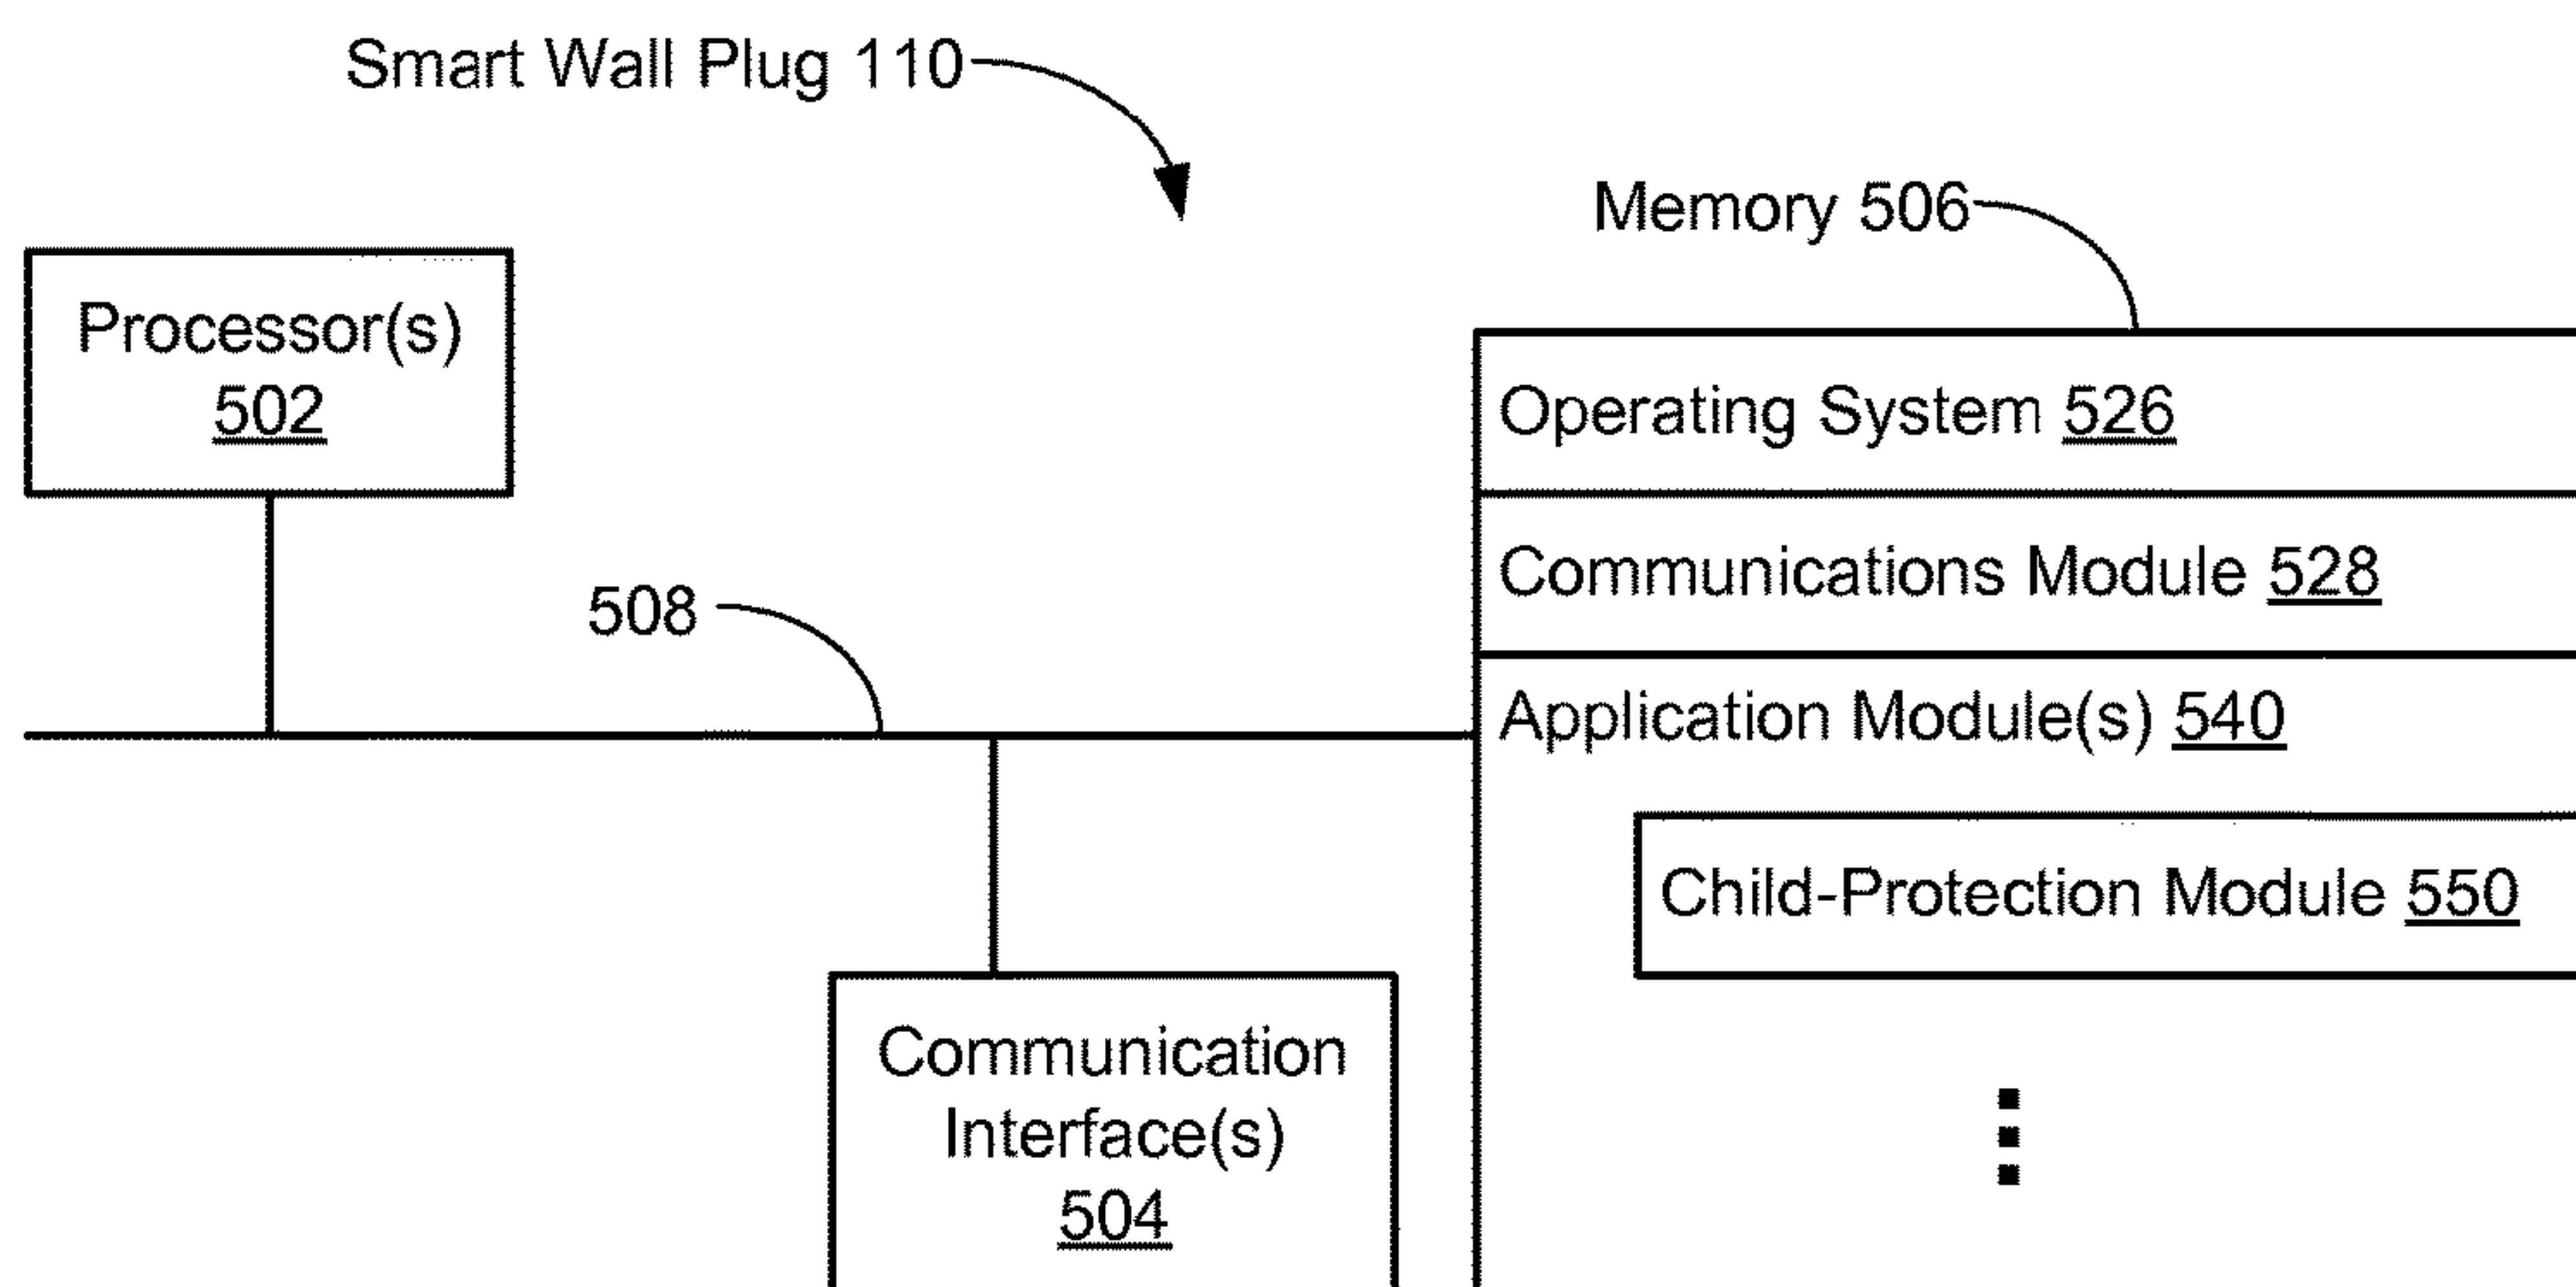 Smart Wall Plug 110
Memory 506
Processor(s)
502
Operating System 526
Communications Module 528
508
Application Module(s) 540
Child-Protection Module 550
Communication
Interface(s)
504